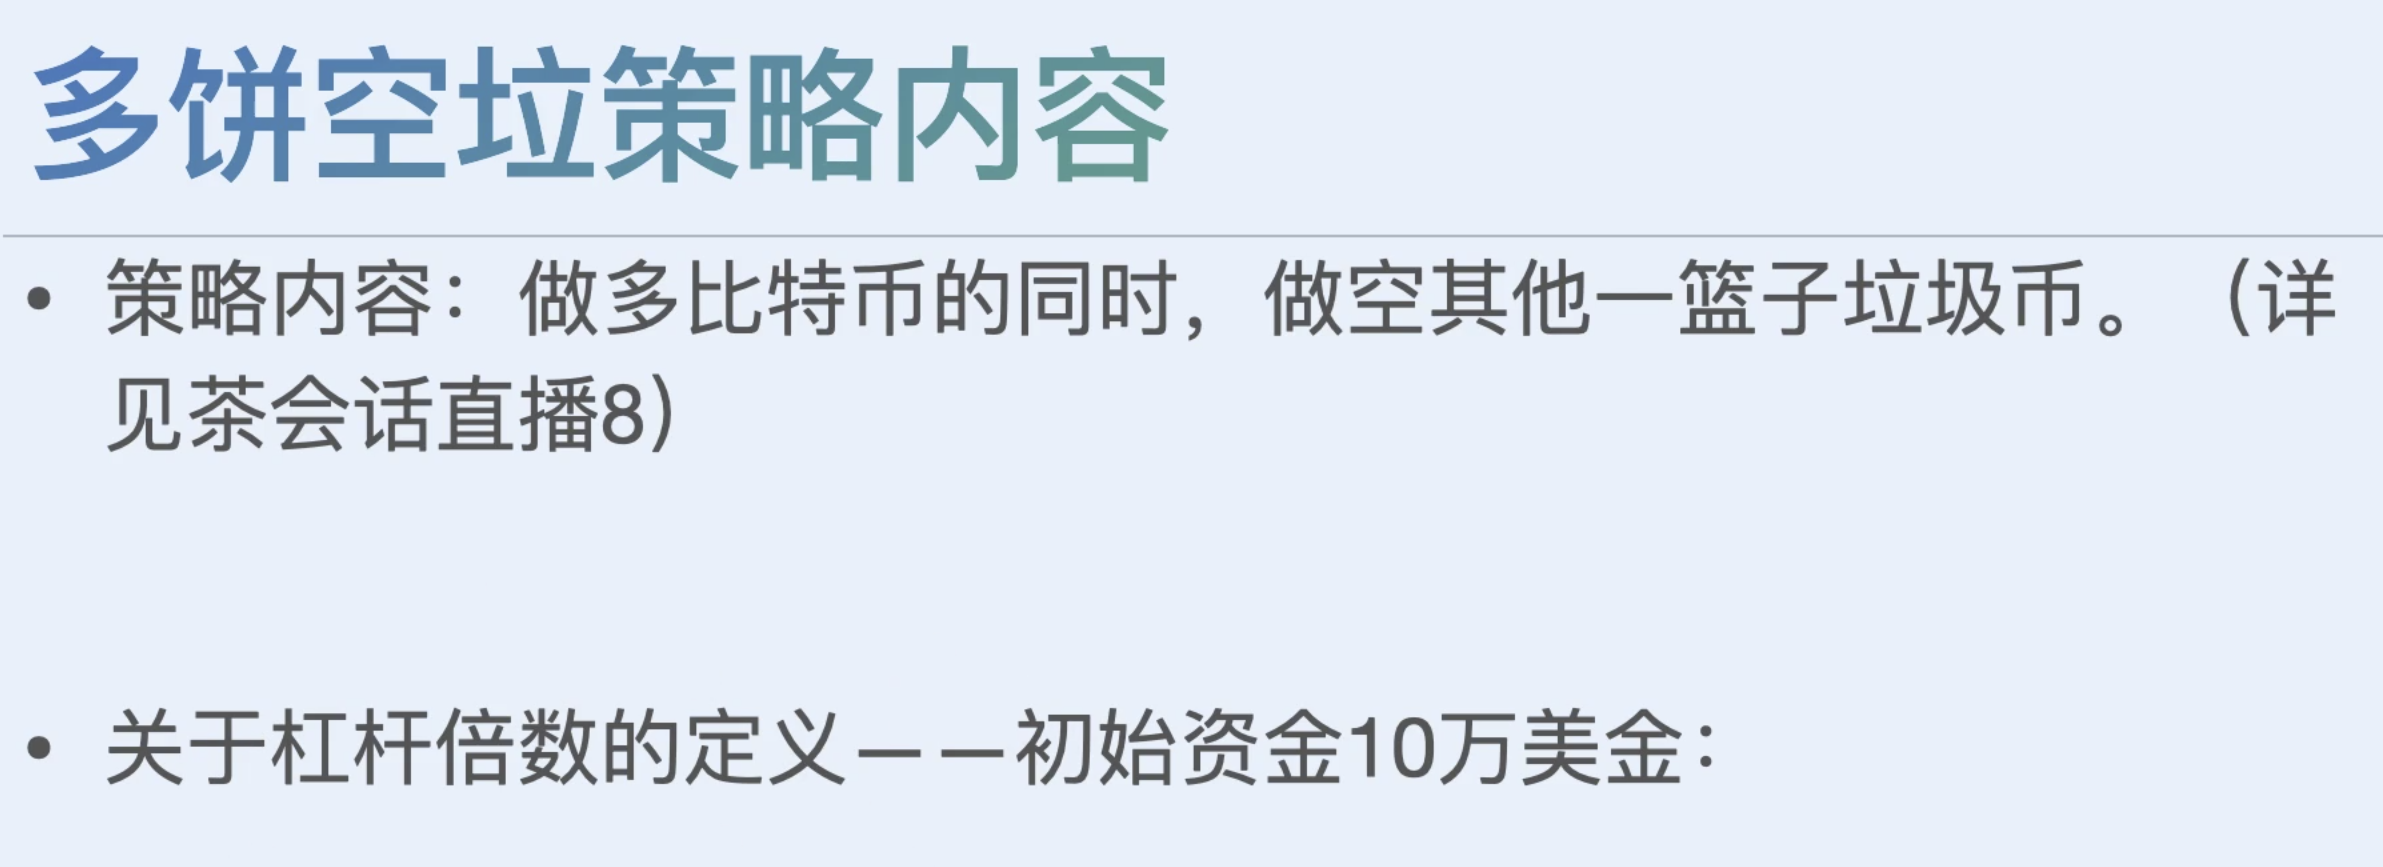 多饼空垃策略内容
• 策略内容：做多比特币的同时，做空其他一篮子垃圾币。（详
见茶会话直播8）
• 关于杠杆倍数的定义——初始资金10万美金：